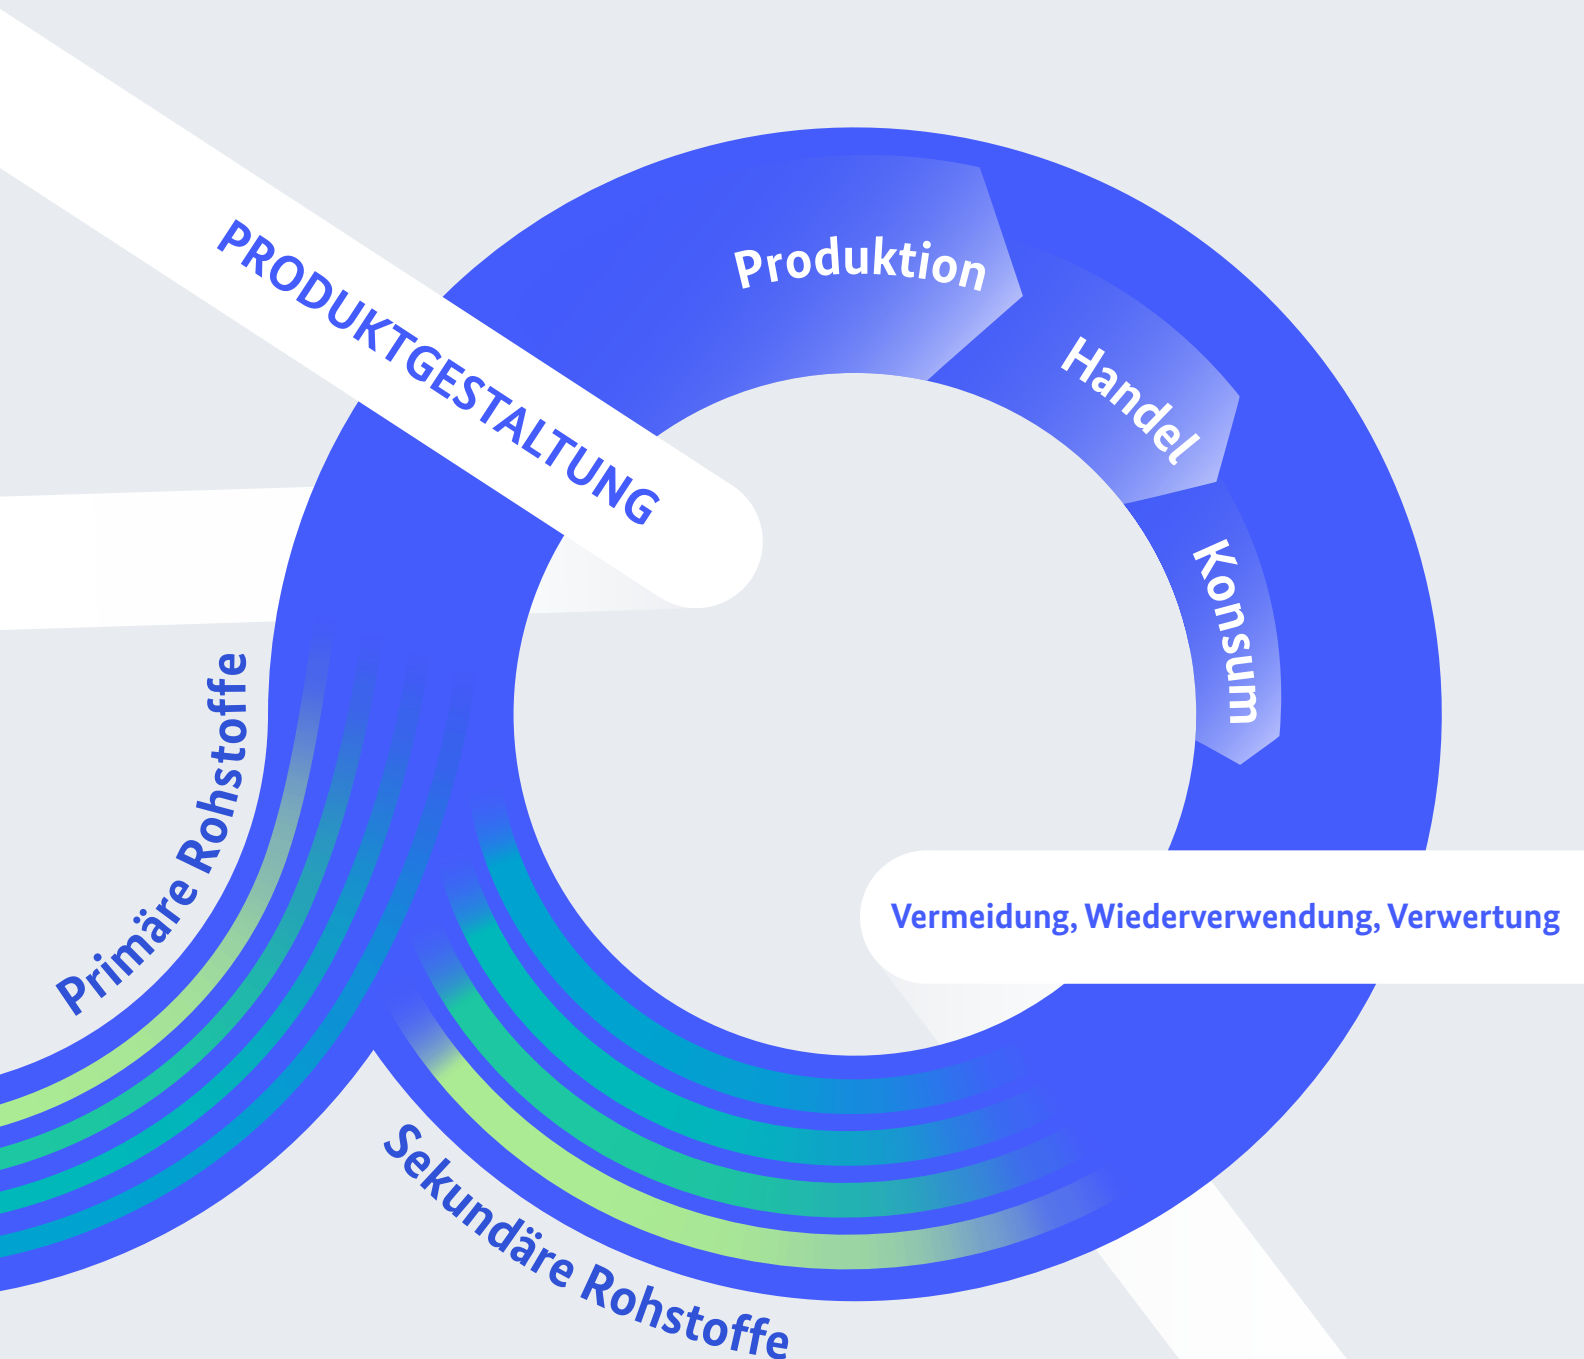 PRODUKTGESTALTUNG
Produktion
Handel
Konsum
Primäre Rohstoffe
Vermeidung, Wiederverwendung, Verwertung
Sekundäre Rohstoffe